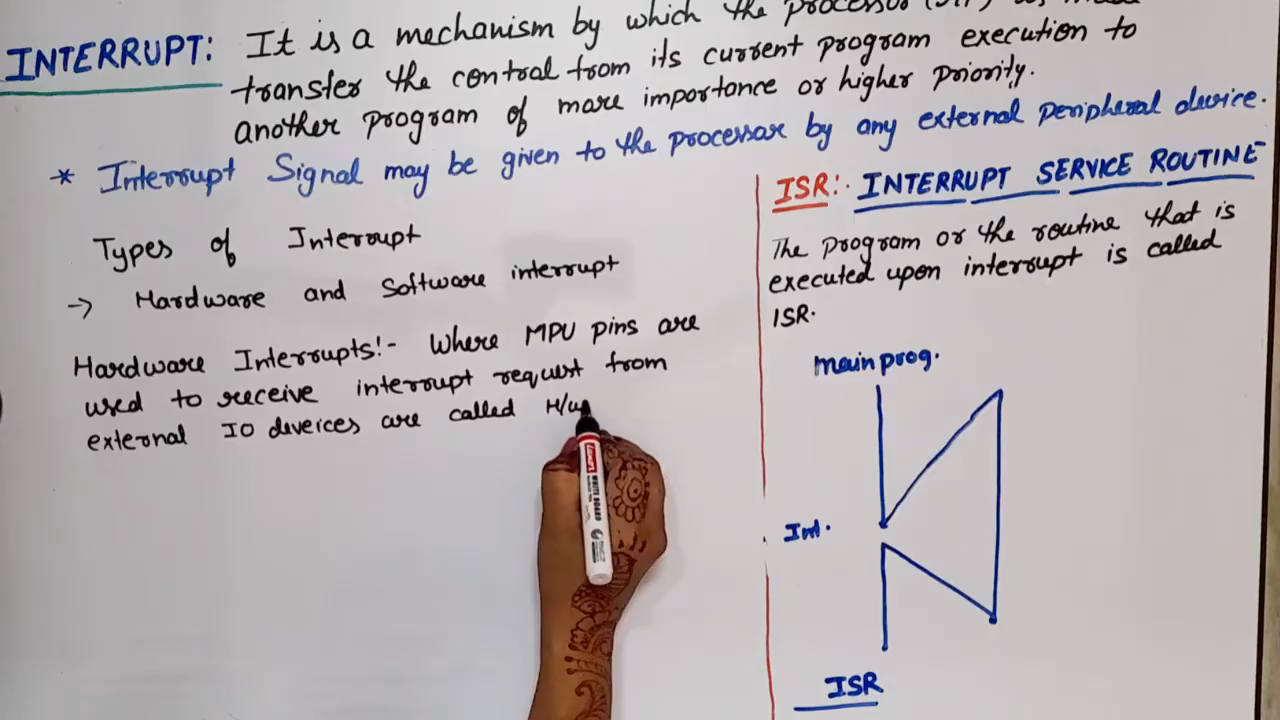 INTERRUPT: It is a mechanism by which the processor
transfer the control from its current program execution to
another program of more importance or higher priority.
* Interrupt Signal may be given to the processor by any external peripheral device.
Types of Interrupt
-> Hardware and Software interrupt
Hardware Interrupts!- Where MPU pins are
used to receive interrupt request from
external IO deveices are called H/w
ISR:- INTERRUPT SERVICE ROUTINE
The program or the routine that is
executed upon interrupt is called
ISR.
main prog.
Int.
ISR
WHITE BOARD